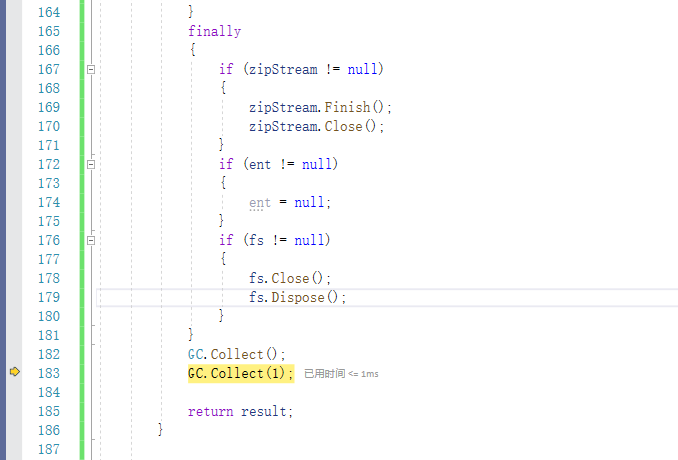 164 }
165 finally
166 {
167 if (zipStream != null)
168 {
169 zipStream.Finish();
170 zipStream.Close();
171 }
172 if (ent != null)
173 {
174 ent = null;
175 }
176 if (fs != null)
177 {
178 fs.Close();
179 fs.Dispose();
180 }
181 }
182 GC.Collect();
183 GC.Collect(1); 已用时间 <= 1ms
184
185 return result;
186 }
187